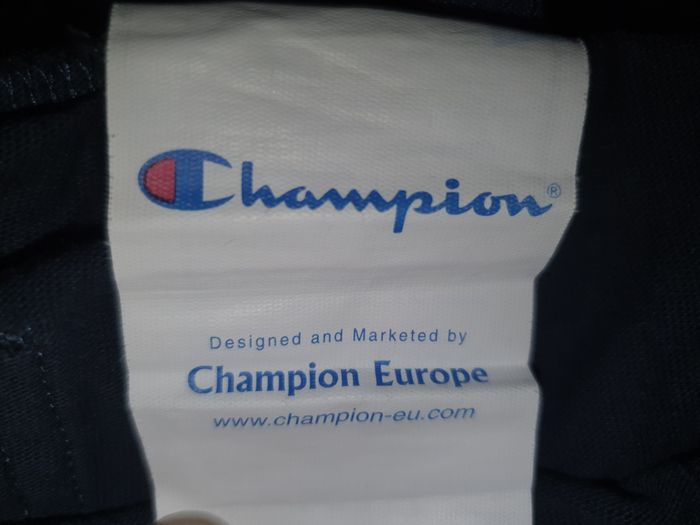 Champion®
Designed and Marketed by
Champion Europe
www.champion-eu.com